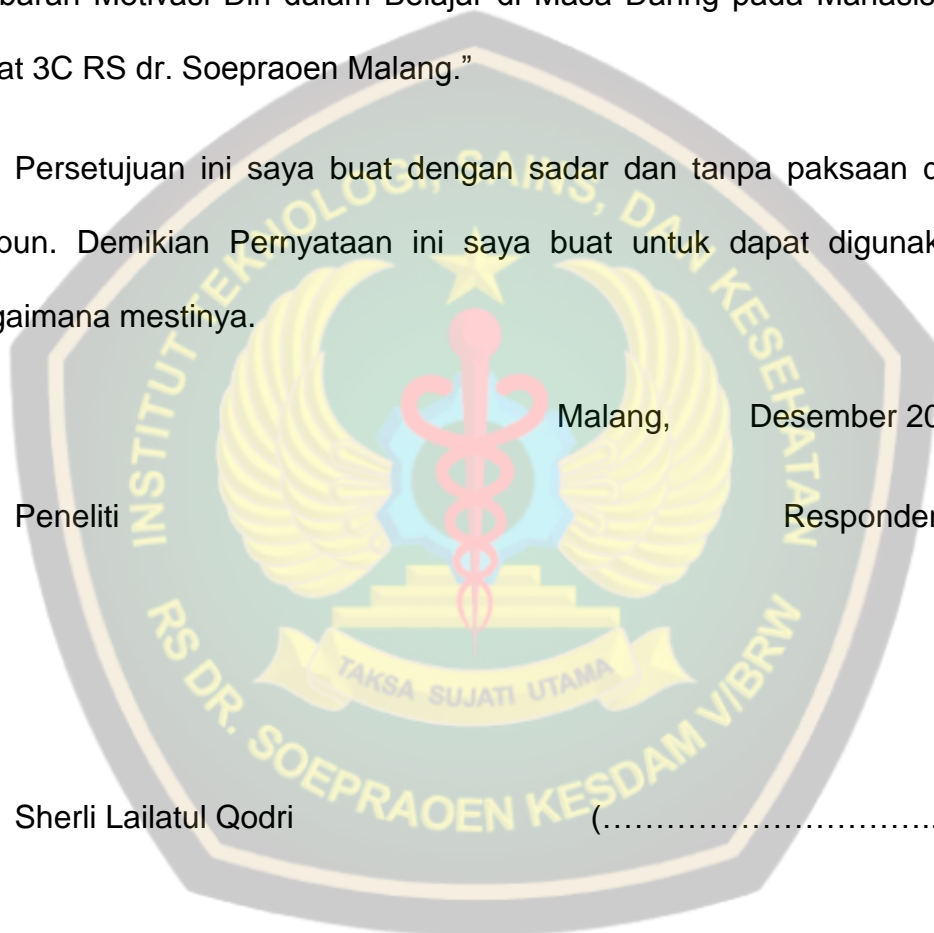 baran Motivasi Diri dalam Belajar di Masa Daring pada Mahasis
at 3C RS dr. Soepraoen Malang.”
Persetujuan ini saya buat dengan sadar dan tanpa paksaan d
pun. Demikian Pernyataan ini saya buat untuk dapat digunak
gaimana mestinya.
Malang, Desember 20
Peneliti Responden
Sherli Lailatul Qodri (…………………………..
INSTITUT TEKNOLOGI, SAINS, DAN KESEHATAN
RS DR. SOEPRAOEN KESDAM V/BRW
TAKSA SUJATI UTAMA